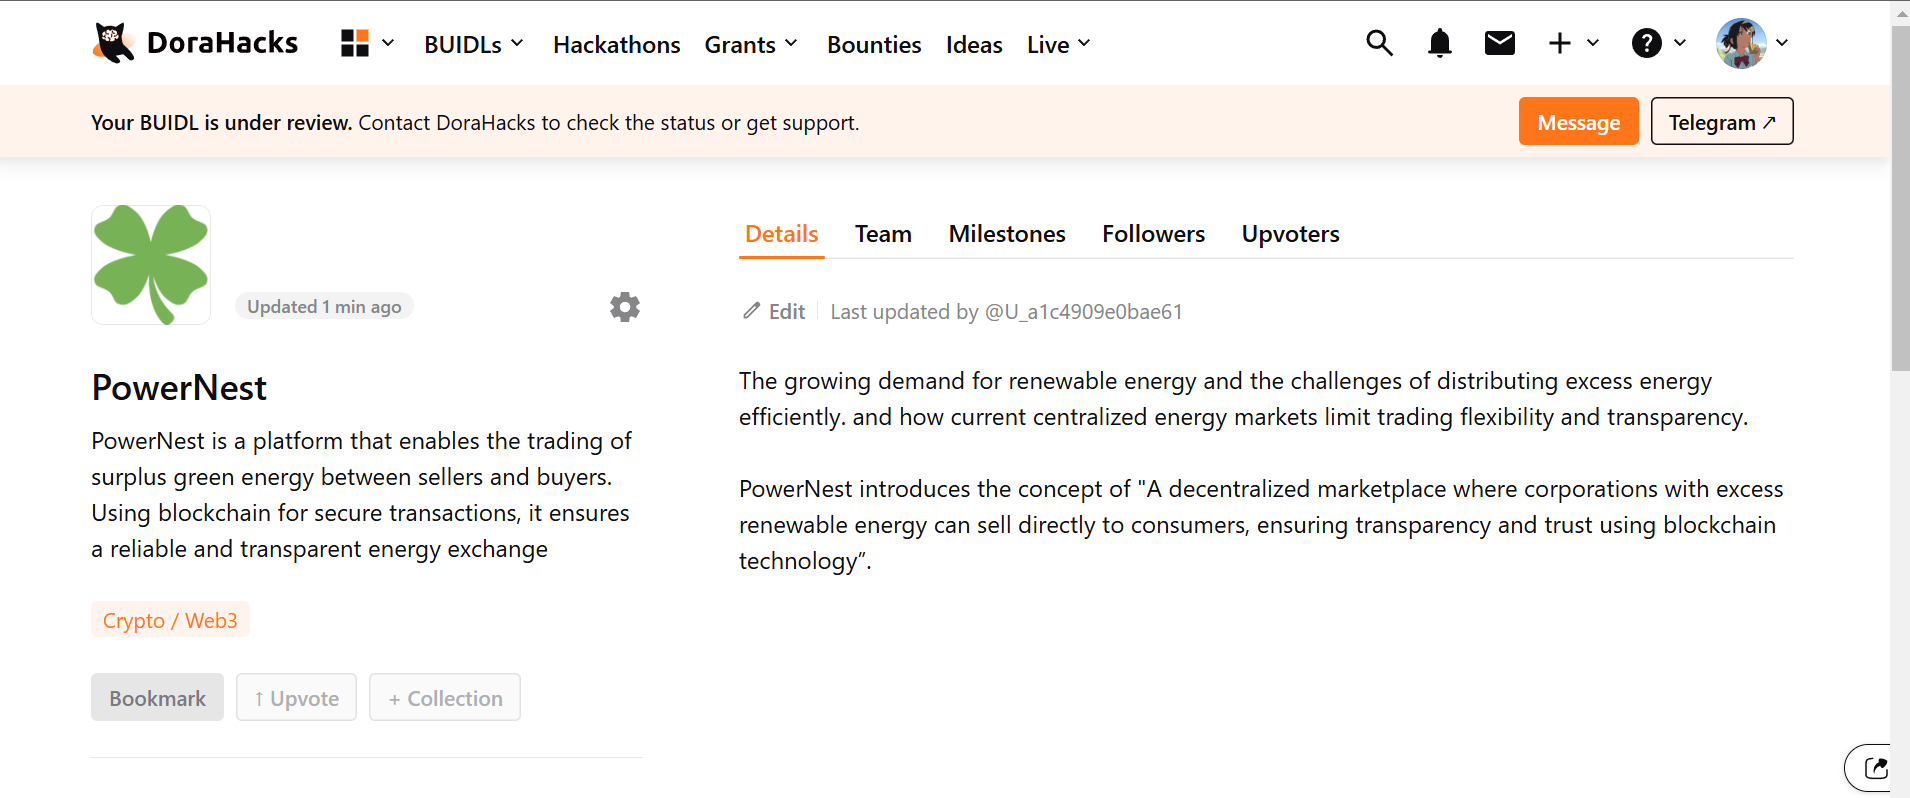 DoraHacks
BUIDLs
Hackathons
Grants
Bounties
Ideas
Live
Your BUIDL is under review. Contact DoraHacks to check the status or get support.
Message
Telegram ↗
Updated 1 min ago
PowerNest
PowerNest is a platform that enables the trading of
surplus green energy between sellers and buyers.
Using blockchain for secure transactions, it ensures
a reliable and transparent energy exchange
Crypto / Web3
Bookmark
↑ Upvote
+ Collection
Details
Team
Milestones
Followers
Upvoters
Edit
Last updated by @U_a1c4909e0bae61
The growing demand for renewable energy and the challenges of distributing excess energy
efficiently. and how current centralized energy markets limit trading flexibility and transparency.
PowerNest introduces the concept of "A decentralized marketplace where corporations with excess
renewable energy can sell directly to consumers, ensuring transparency and trust using blockchain
technology”.